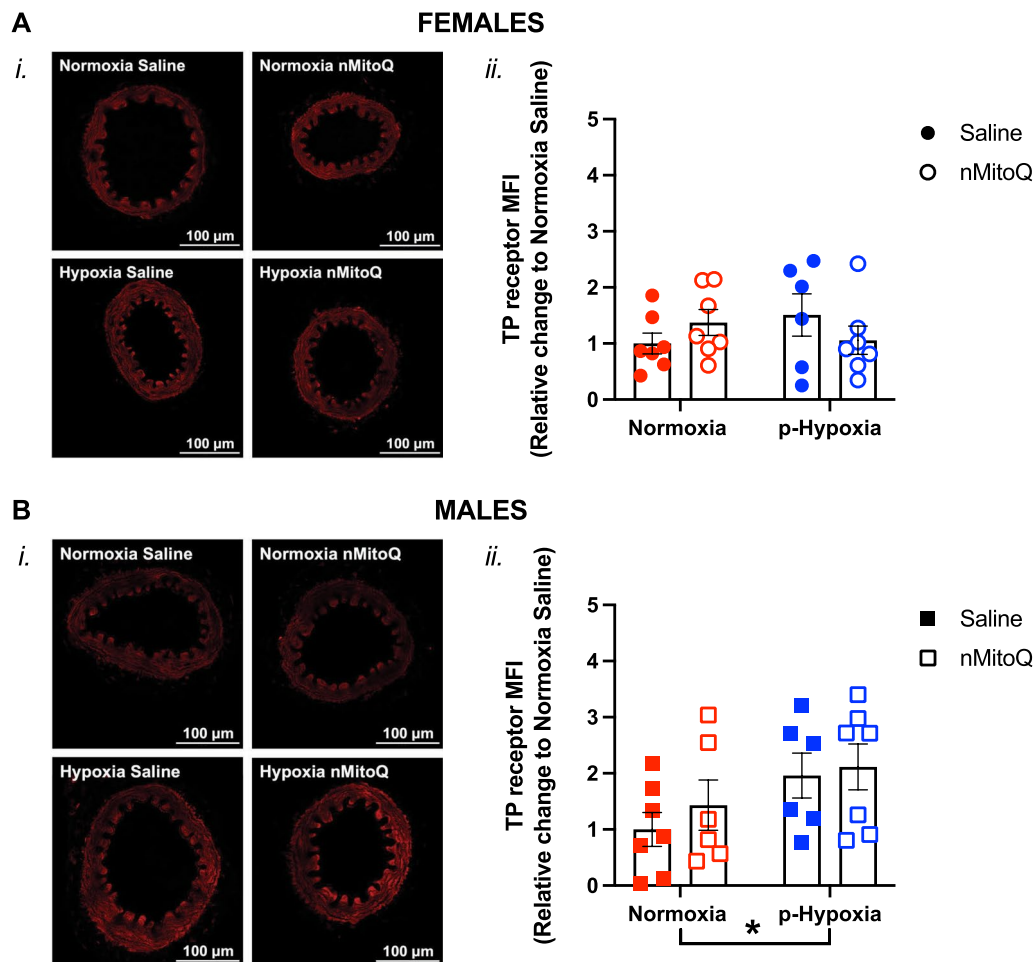 A
FEMALES
i.
Normoxia Saline
100 µm
Normoxia nMitoQ
100 µm
Hypoxia Saline
100 µm
Hypoxia nMitoQ
100 µm
ii.
TP receptor MFI
(Relative change to Normoxia Saline)
5
4
3
2
1
0
Normoxia
p-Hypoxia
Saline
nMitoQ
B
MALES
i.
Normoxia Saline
100 µm
Normoxia nMitoQ
100 µm
Hypoxia Saline
100 µm
Hypoxia nMitoQ
100 µm
ii.
TP receptor MFI
(Relative change to Normoxia Saline)
5
4
3
2
1
0
Normoxia
p-Hypoxia
*
Saline
nMitoQ